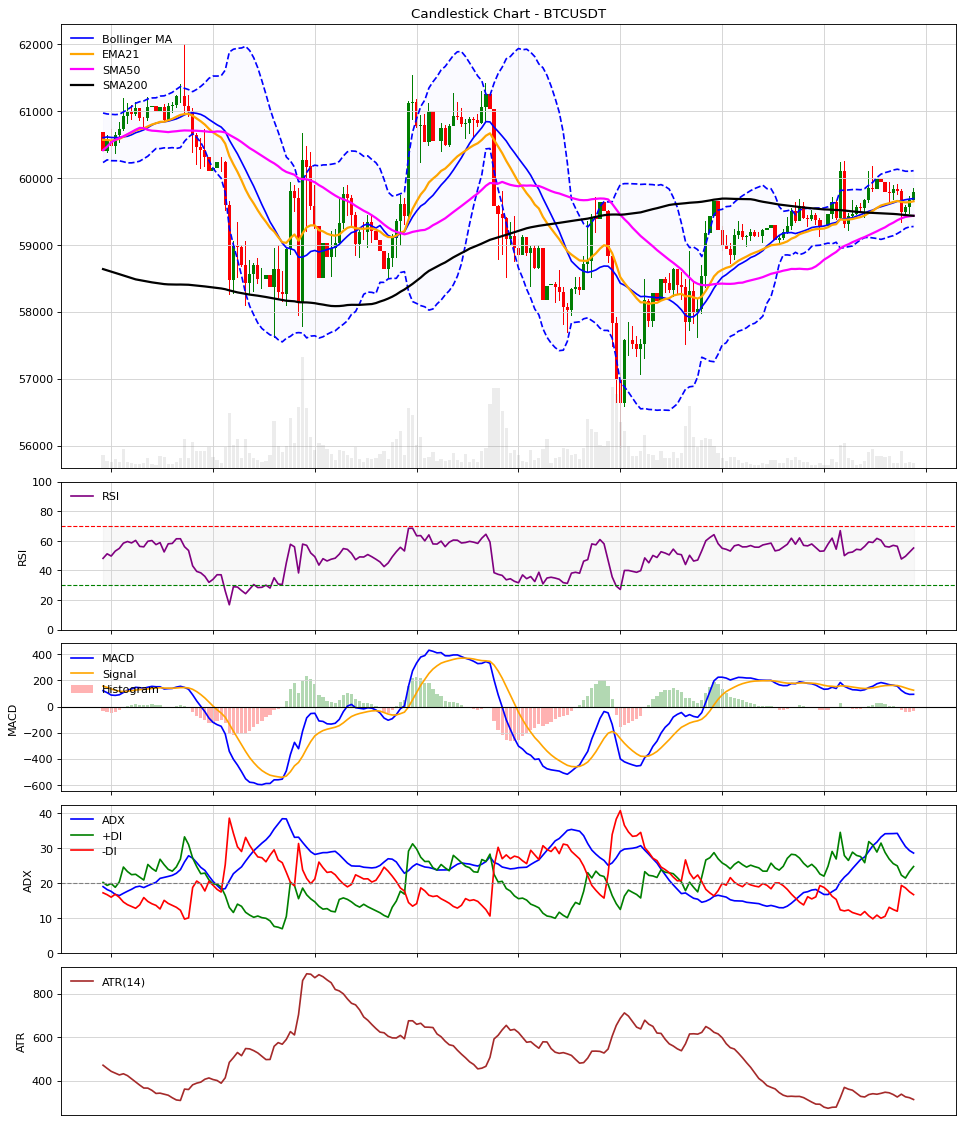 Candlestick Chart - BTCUSDT
Bollinger MA
EMA21
SMA50
SMA200
62000
61000
60000
59000
58000
57000
56000
RSI
100
80
60
40
20
0
RSI
MACD
Signal
Histogram
400
200
0
−200
−400
−600
MACD
ADX
+DI
-DI
40
30
20
10
0
ADX
ATR(14)
800
600
400
ATR